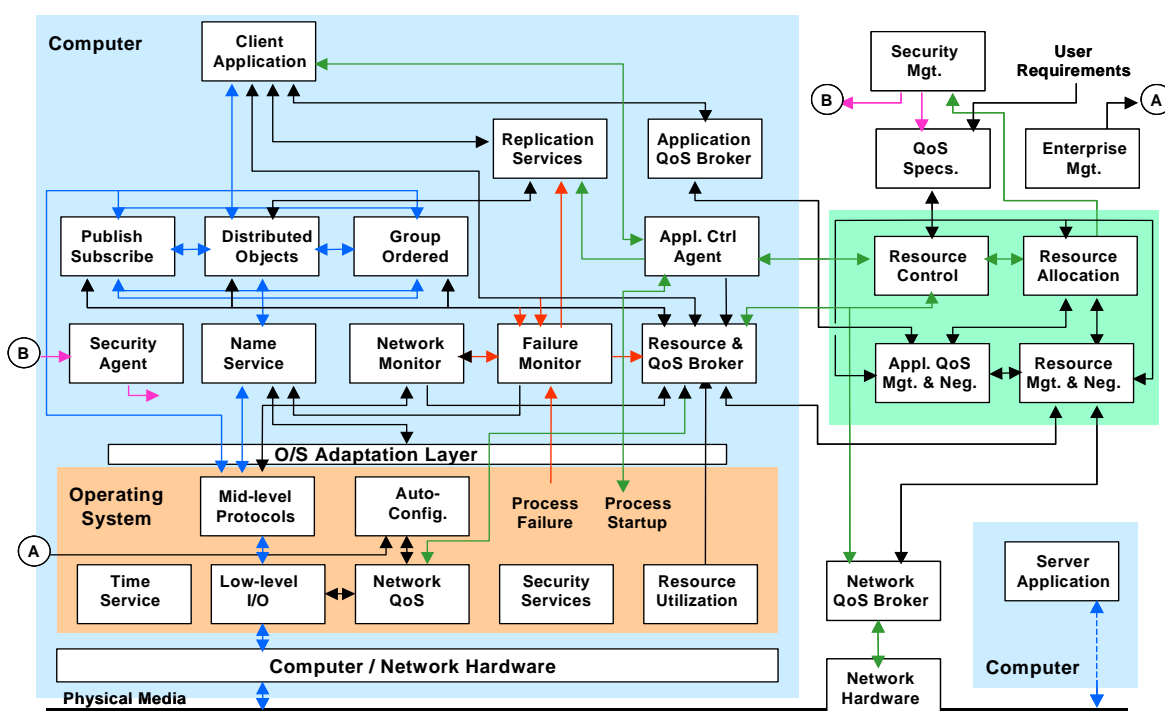 Computer
Client
Application
Security
Mgt.
User
Requirements
B
A
Replication
Services
Application
QoS Broker
QoS
Specs.
Enterprise
Mgt.
Publish
Subscribe
Distributed
Objects
Group
Ordered
Appl. Ctrl
Agent
Resource
Control
Resource
Allocation
B
Security
Agent
Name
Service
Network
Monitor
Failure
Monitor
Resource &
QoS Broker
Appl. QoS
Mgt. & Neg.
Resource
Mgt. & Neg.
O/S Adaptation Layer
Operating
System
Mid-level
Protocols
Auto-
Config.
Process
Failure
Process
Startup
A
Time
Service
Low-level
I/O
Network
QoS
Security
Services
Resource
Utilization
Network
QoS Broker
Server
Application
Computer / Network Hardware
Computer
Physical Media
Network
Hardware